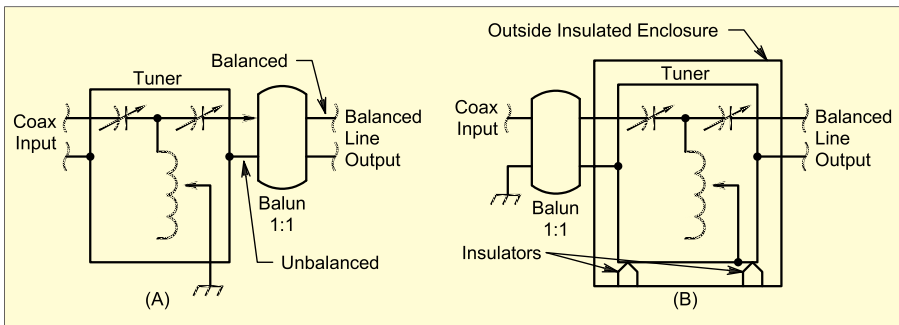 Balanced
Tuner
Coax
Input
Balanced
Line
Output
Balun
1:1
Unbalanced
(A)
Outside Insulated Enclosure
Tuner
Coax
Input
Balanced
Line
Output
Balun
1:1
Insulators
(B)